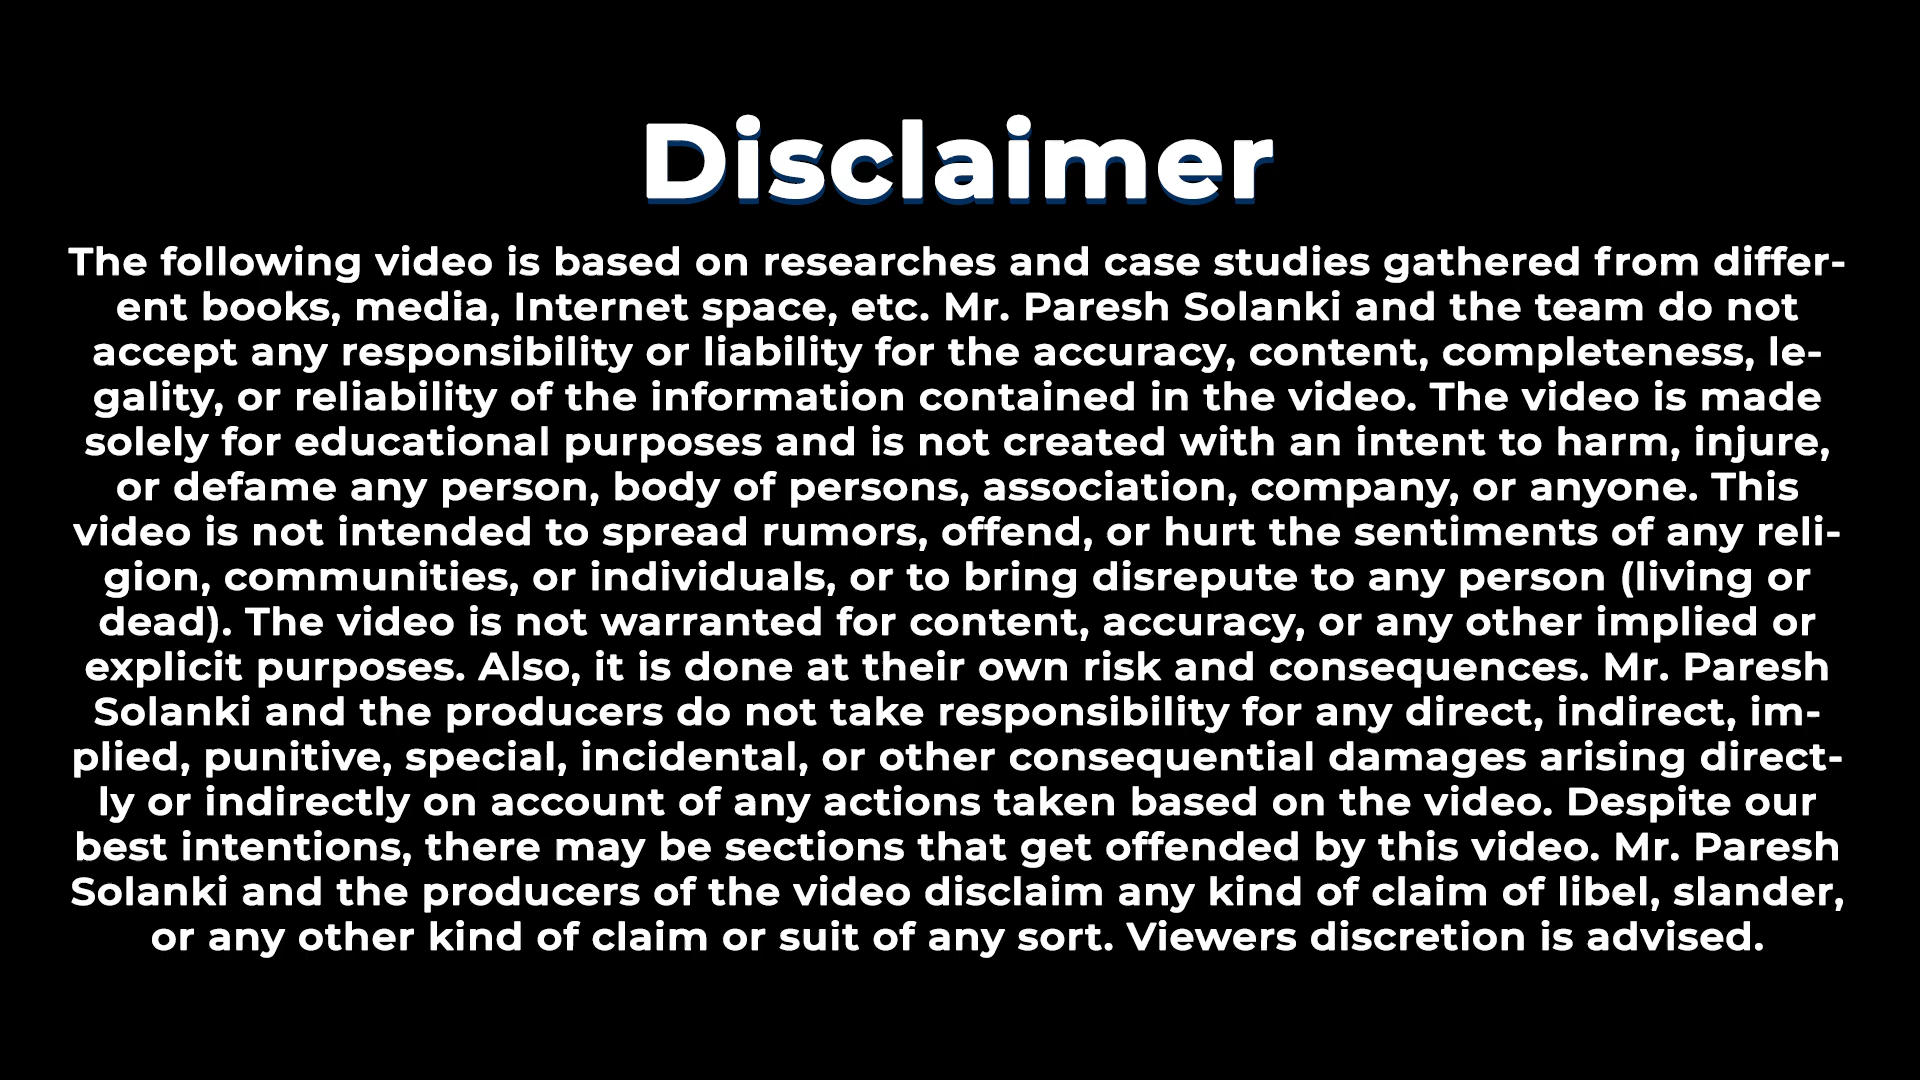 Disclaimer
The following video is based on researches and case studies gathered from differ-
ent books, media, Internet space, etc. Mr. Paresh Solanki and the team do not
accept any responsibility or liability for the accuracy, content, completeness, le-
gality, or reliability of the information contained in the video. The video is made
solely for educational purposes and is not created with an intent to harm, injure,
or defame any person, body of persons, association, company, or anyone. This
video is not intended to spread rumors, offend, or hurt the sentiments of any reli-
gion, communities, or individuals, or to bring disrepute to any person (living or
dead). The video is not warranted for content, accuracy, or any other implied or
explicit purposes. Also, it is done at their own risk and consequences. Mr. Paresh
Solanki and the producers do not take responsibility for any direct, indirect, im-
plied, punitive, special, incidental, or other consequential damages arising direct-
ly or indirectly on account of any actions taken based on the video. Despite our
best intentions, there may be sections that get offended by this video. Mr. Paresh
Solanki and the producers of the video disclaim any kind of claim of libel, slander,
or any other kind of claim or suit of any sort. Viewers discretion is advised.